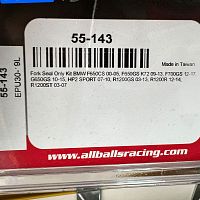 55-143
Made in Taiwan
Fork Seal Only Kit BMW F650CS 00-05, F650GS K72 09-13, F700GS 12-17,
G650GS 10-15, HP2 SPORT 07-10, R1200GS 03-13, R1200R 12-14,
R1200ST 03-07
55-143
EPU30- 9L
www.allballsracing.com